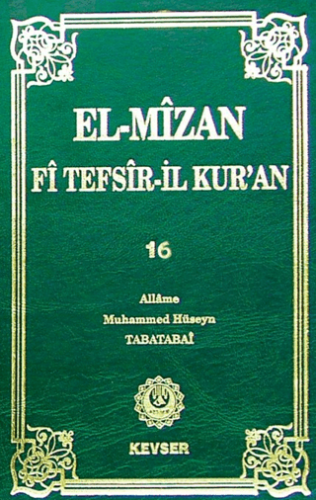 EL-MÎZAN
FÎ TEFSÎR-İL KUR'AN
16
Allâme
Muhammed Hüseyn
TABATABAÎ
KEVSER